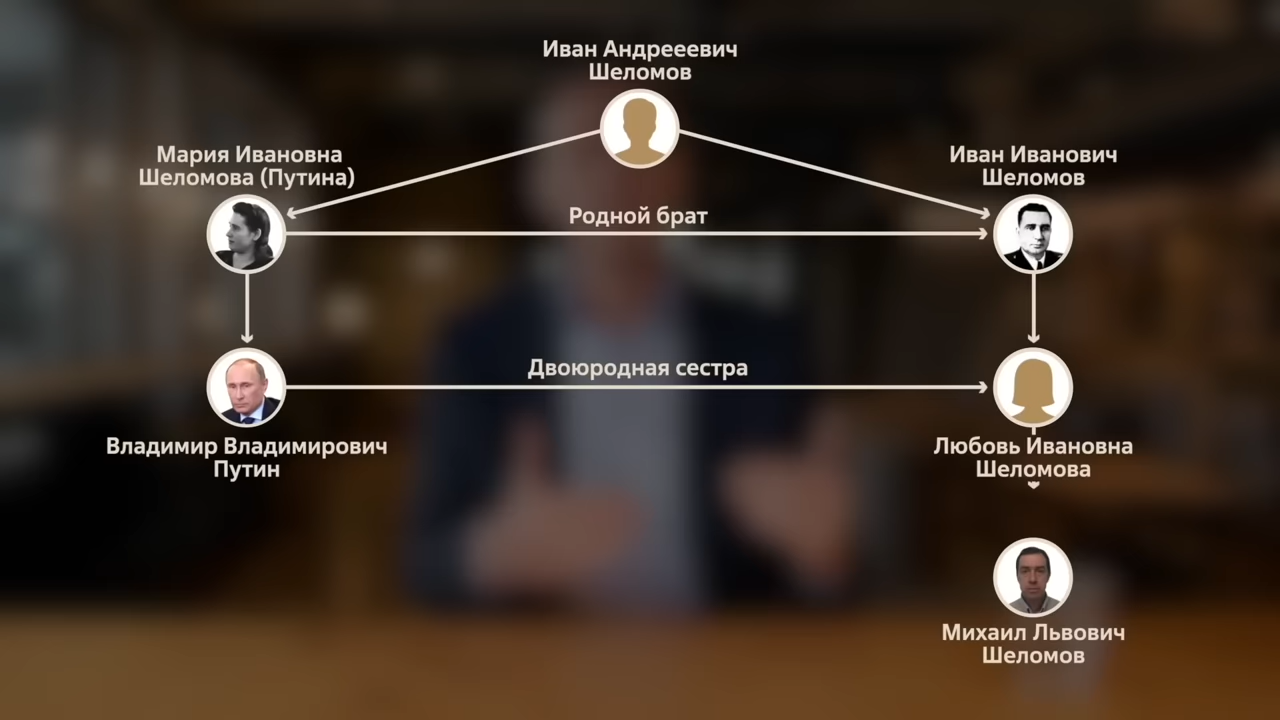 Иван Андрееевич
Шеломов
Мария Ивановна
Шеломова (Путина)
Иван Иванович
Шеломов
Родной брат
Двоюродная сестра
Владимир Владимирович
Путин
Любовь Ивановна
Шеломова
Михаил Львович
Шеломов